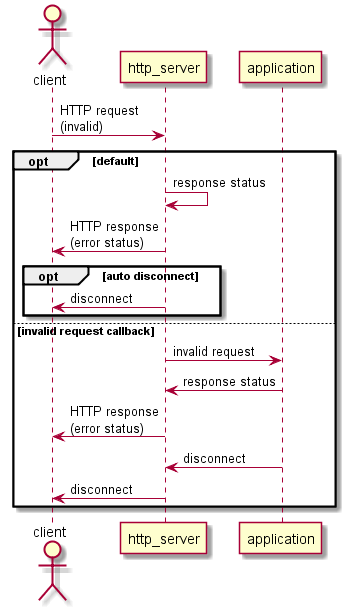 client
http_server
application
HTTP request
(invalid)
opt
[default]
response status
HTTP response
(error status)
opt
[auto disconnect]
disconnect
[invalid request callback]
invalid request
response status
HTTP response
(error status)
disconnect
disconnect
client
http_server
application